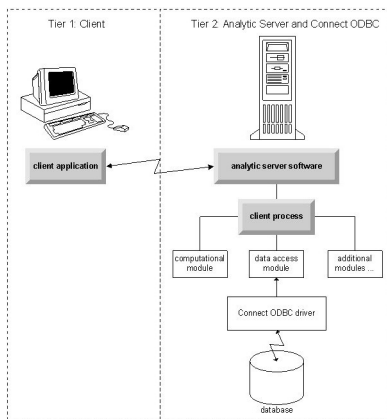 Tier 1: Client
Tier 2: Analytic Server and Connect ODBC
client application
analytic server software
client process
computational
module
data access
module
additional
modules ...
Connect ODBC driver
database